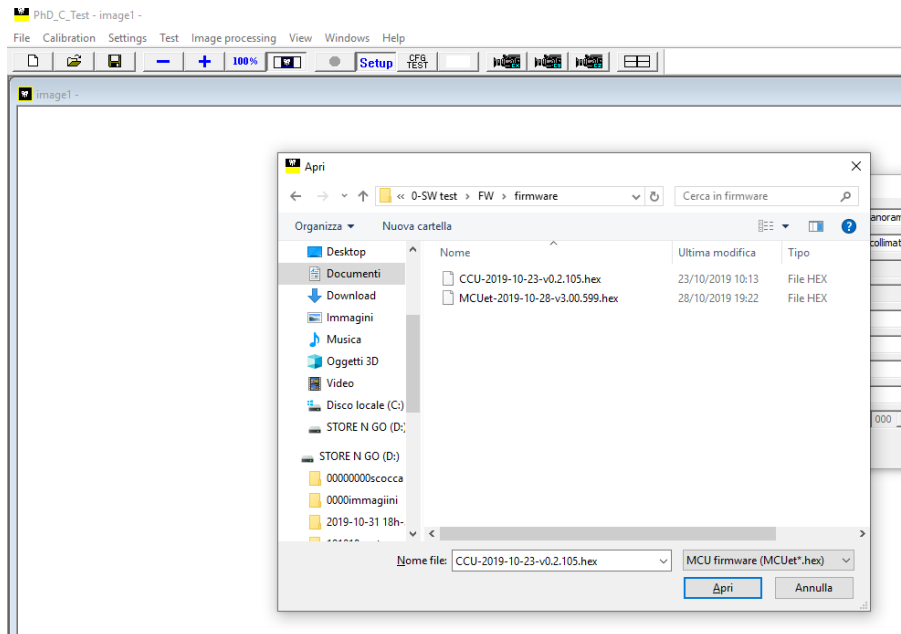 PhD_C_Test - image1 -
File Calibration Settings Test Image processing View Windows Help
100% Setup CFG TEST
image1 -
Apri
« 0-SW test › FW › firmware Cerca in firmware
Organizza Nuova cartella
Nome Ultima modifica Tipo
Desktop
Documenti
Download
Immagini
Musica
Oggetti 3D
Video
Disco locale (C:)
STORE N GO (D:)
STORE N GO (D:)
00000000scocca
0000immagiini
2019-10-31 18h-
CCU-2019-10-23-v0.2.105.hex 23/10/2019 10:13 File HEX
MCUet-2019-10-28-v3.00.599.hex 28/10/2019 19:22 File HEX
anoram
collimat
000
Nome file: CCU-2019-10-23-v0.2.105.hex MCU firmware (MCUet*.hex)
Apri Annulla